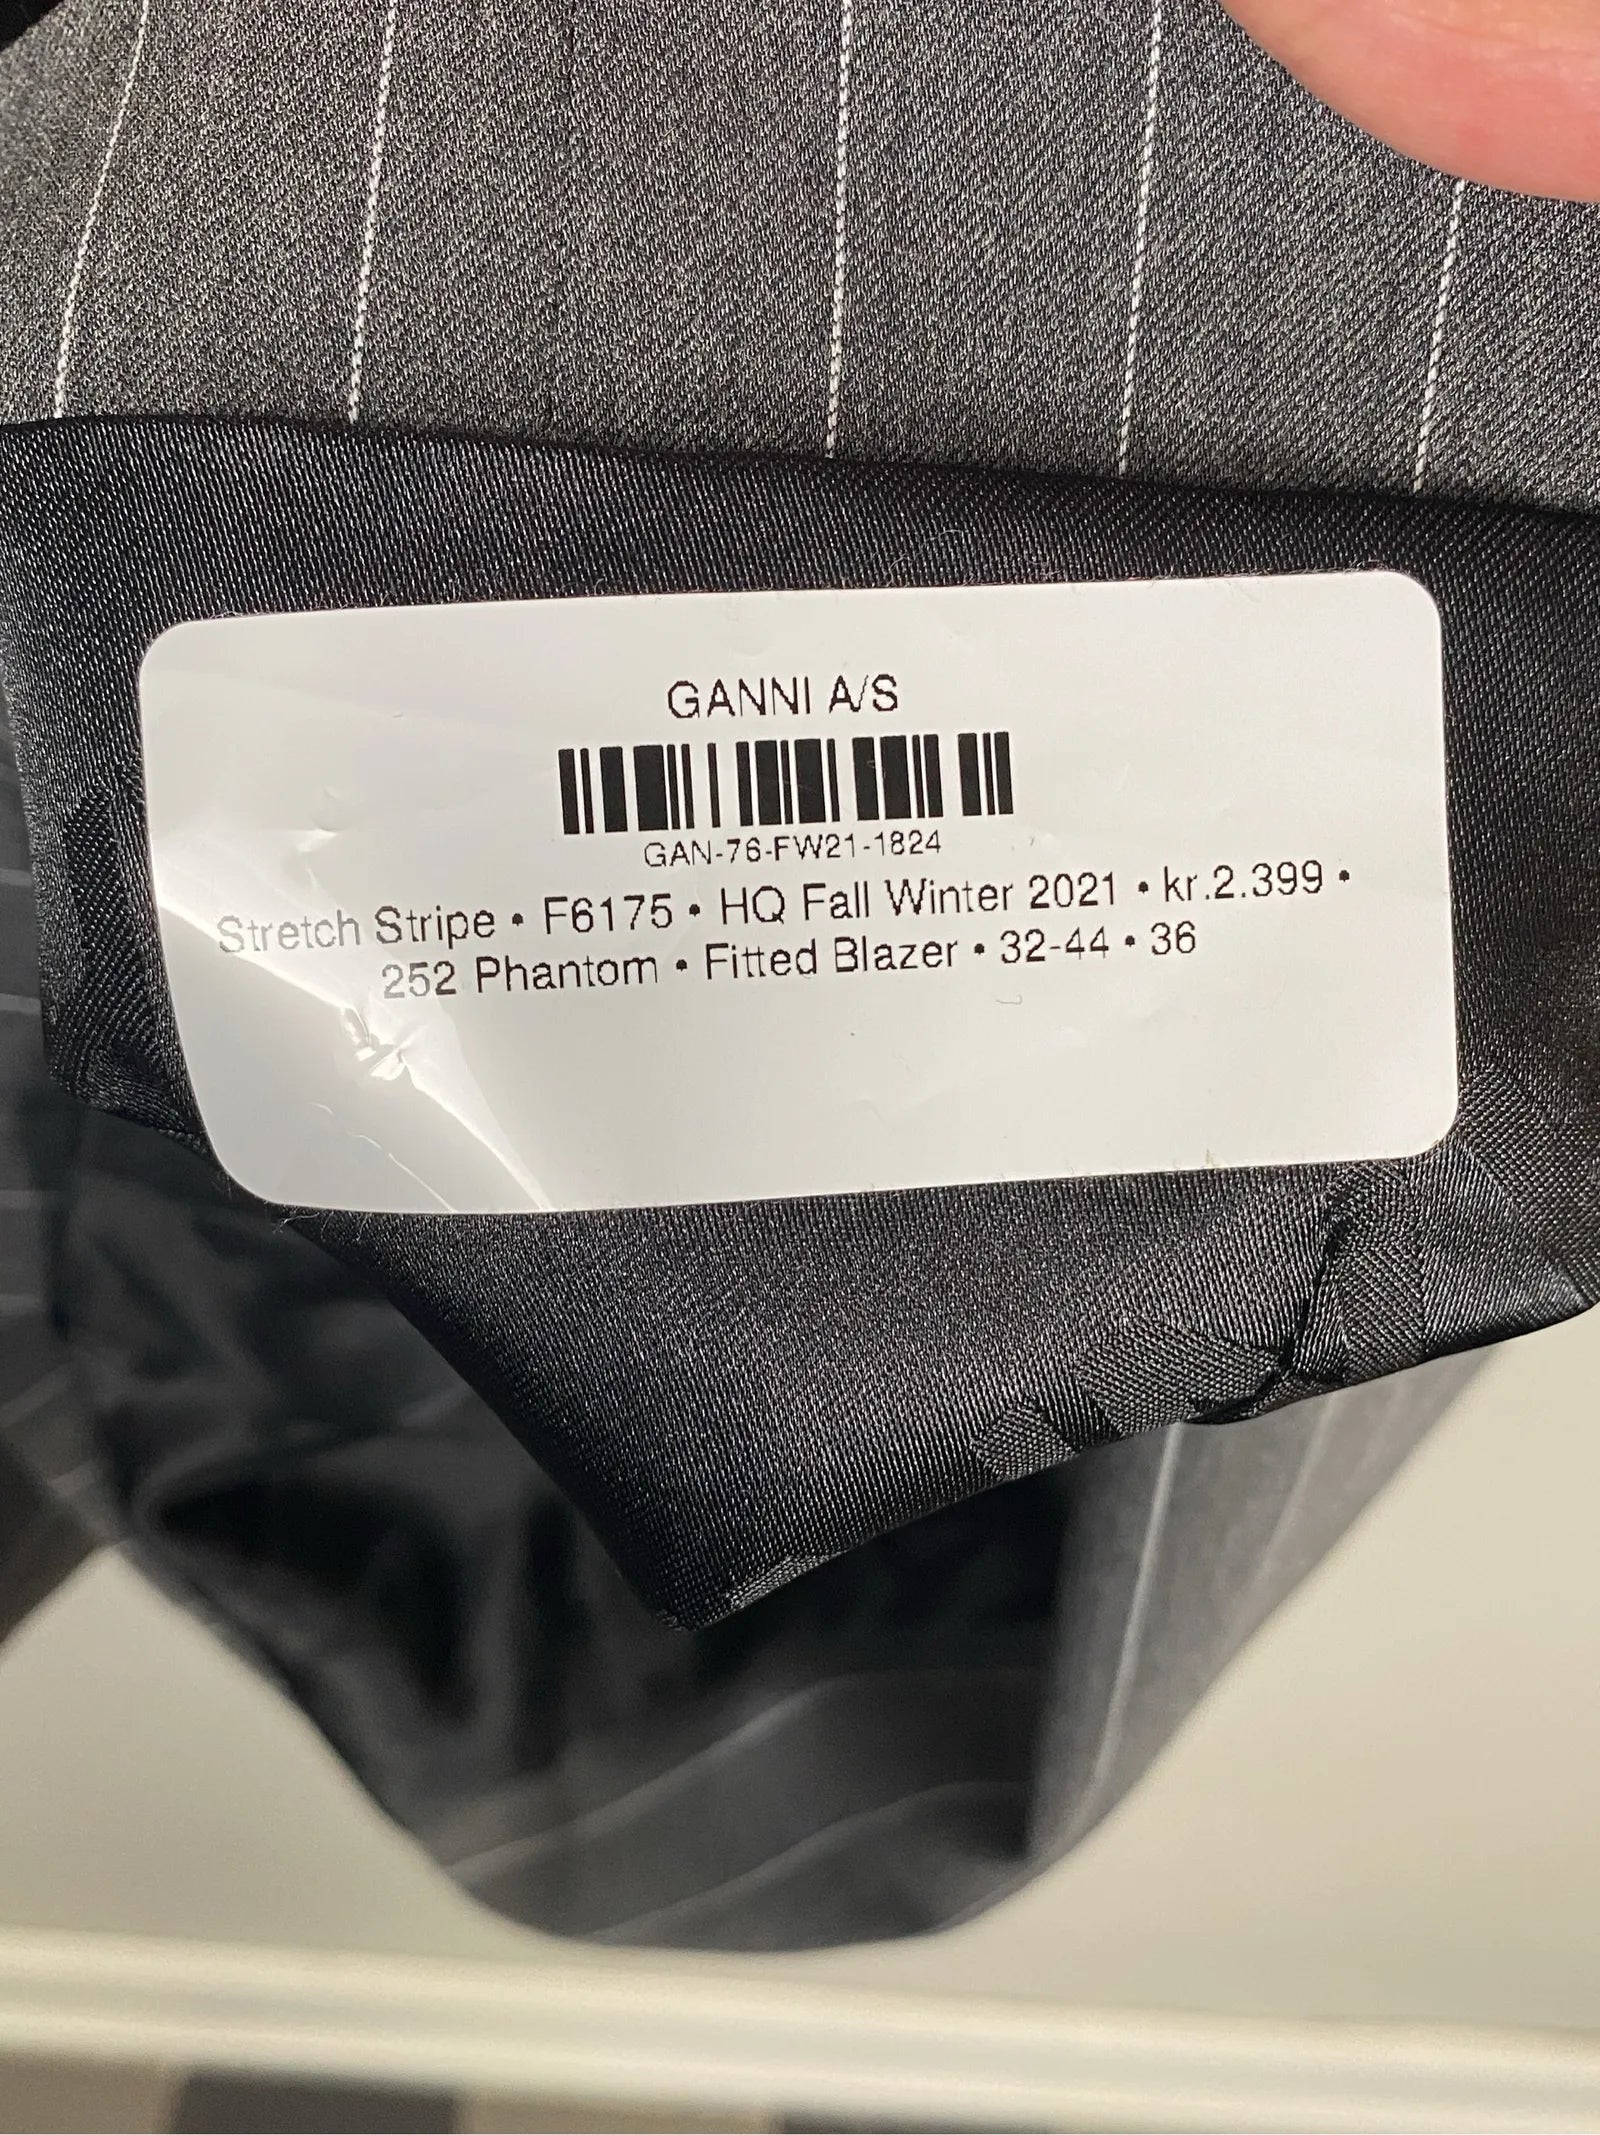 GANNI A/S
GAN-76-FW21-1824
Stretch Stripe • F6175 • HQ Fall Winter 2021 • kr.2.399 •
252 Phantom • Fitted Blazer • 32-44 • 36